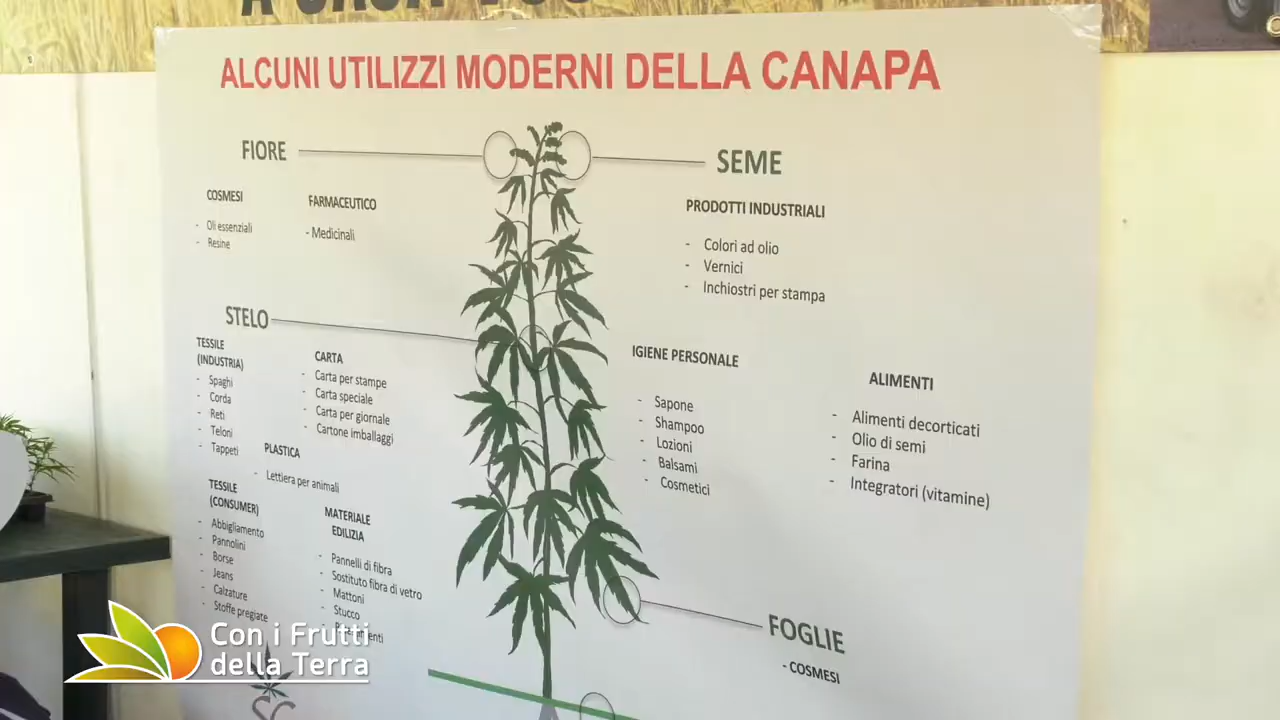 ALCUNI UTILIZZI MODERNI DELLA CANAPA
FIORE
COSMESI
- Oli essenziali
- Resine
FARMACEUTICO
- Medicinali
SEME
PRODOTTI INDUSTRIALI
- Colori ad olio
- Vernici
- Inchiostri per stampa
IGIENE PERSONALE
- Sapone
- Shampoo
- Lozioni
- Balsami
- Cosmetici
ALIMENTI
- Alimenti decorticati
- Olio di semi
- Farina
- Integratori (vitamine)
STELO
TESSILE
(INDUSTRIA)
- Spaghi
- Corda
- Reti
- Teloni
- Tappeti
CARTA
- Carta per stampe
- Carta speciale
- Carta per giornale
- Cartone imballaggi
PLASTICA
- Lettiera per animali
TESSILE
(CONSUMER)
- Abbigliamento
- Pannolini
- Borse
- Jeans
- Calzature
- Stoffe pregiate
MATERIALE
EDILIZIA
- Pannelli di fibra
- Sostituto fibra di vetro
- Mattoni
- Stucco
FOGLIE
- COSMESI
Con i Frutti
della Terra